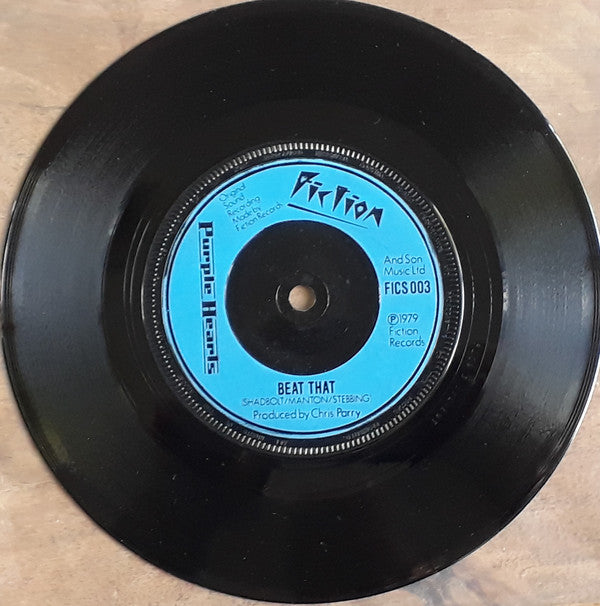 Fiction
Original
Sound
Recording
Made by
Fiction Records
Purple Hearts
And Son
Music Ltd
FICS 003
Ⓟ1979
Fiction
Records
BEAT THAT
(SHADBOLT/MANTON/STEBBING)
Produced by Chris Parry